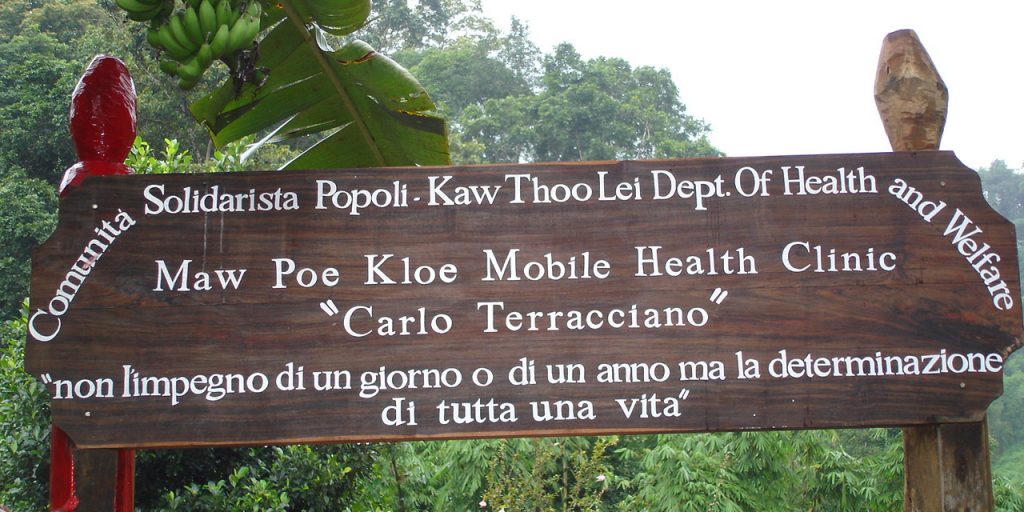 Comunità Solidarista Popoli - Kaw Thoo Lei Dept. Of Health and Welfare
Maw Poe Kloe Mobile Health Clinic
"Carlo Terracciano"
"non l'impegno di un giorno o di un anno ma la determinazione
di tutta una vita"